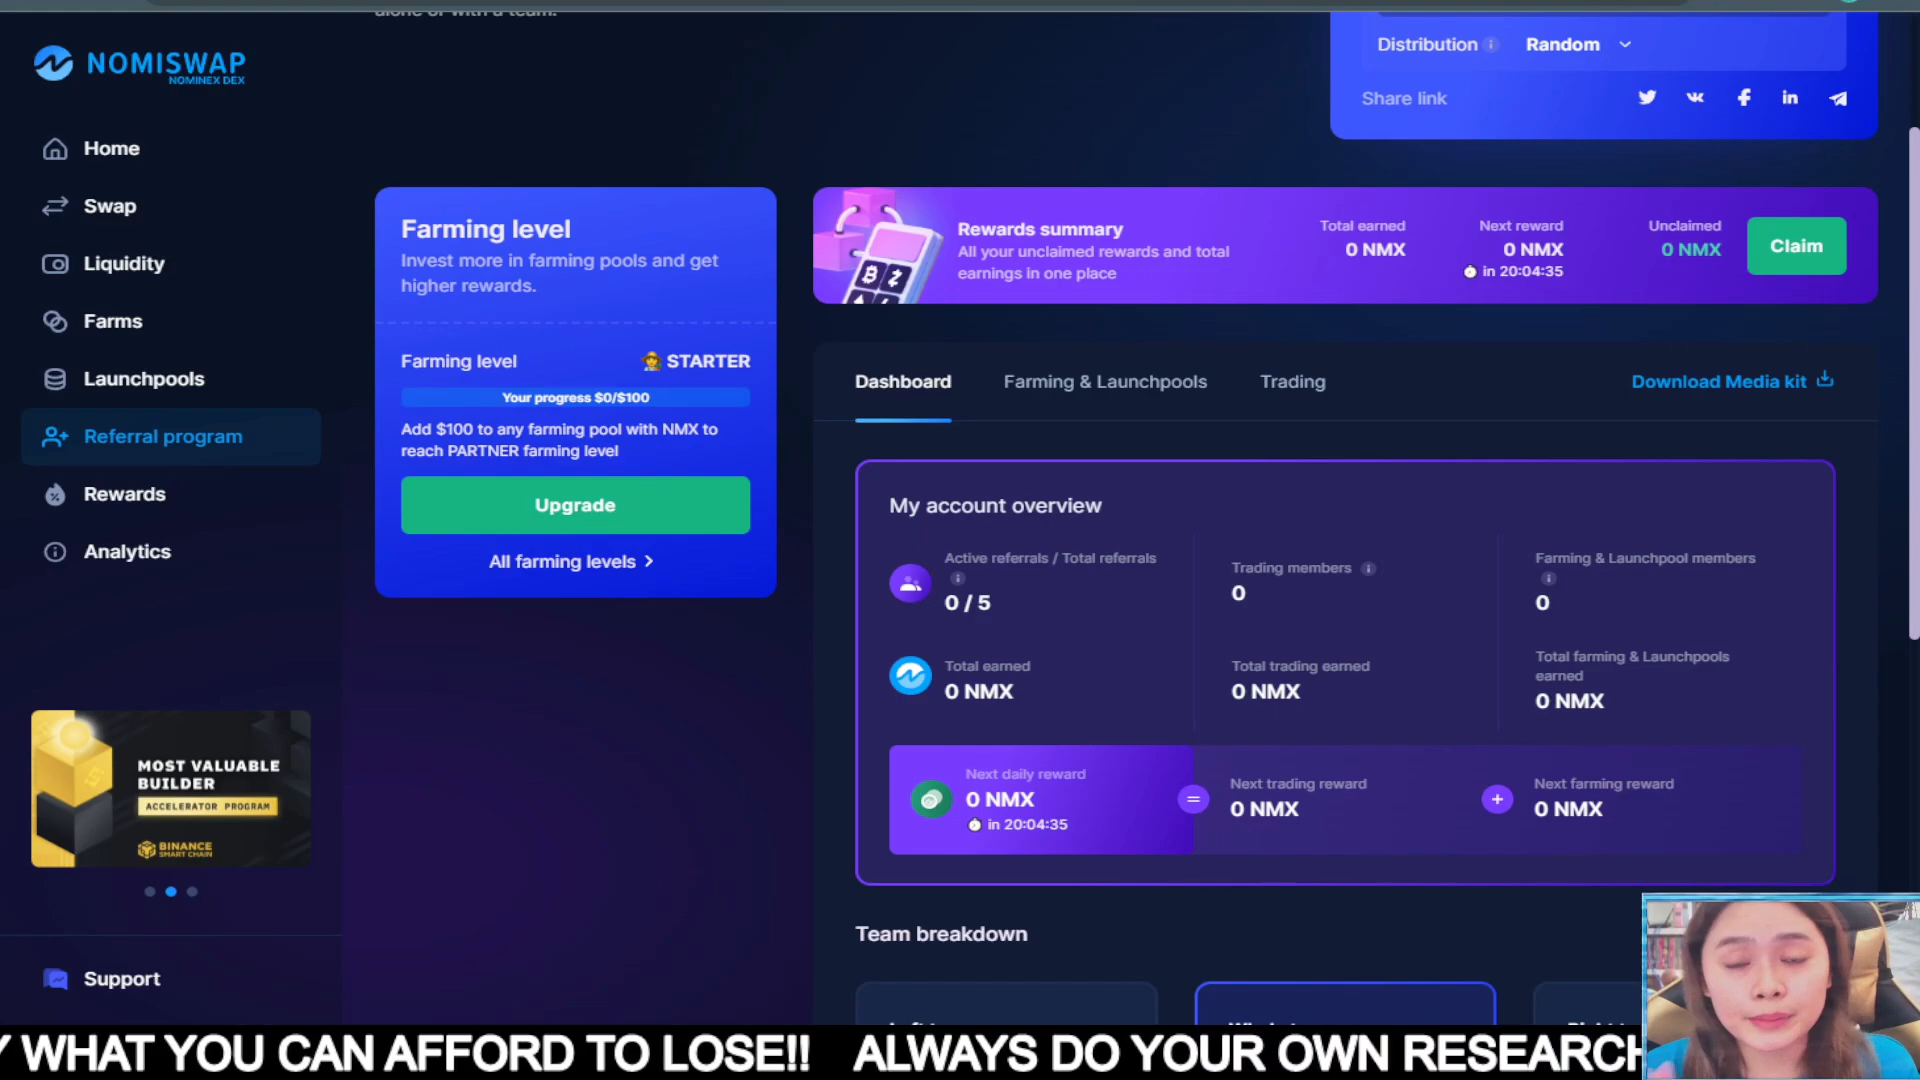 alone or with a team.
NOMISWAP
NOMINEX DEX
Home
Swap
Liquidity
Farms
Launchpools
Referral program
Rewards
Analytics
MOST VALUABLE
BUILDER
ACCELERATOR PROGRAM
BINANCE
SMART CHAIN
Support
Distribution
Random
Share link
Farming level
Invest more in farming pools and get
higher rewards.
Farming level
STARTER
Your progress $0/$100
Add $100 to any farming pool with NMX to
reach PARTNER farming level
Upgrade
All farming levels
Rewards summary
All your unclaimed rewards and total
earnings in one place
Total earned
0 NMX
Next reward
0 NMX
in 20:04:35
Unclaimed
0 NMX
Claim
Dashboard
Farming & Launchpools
Trading
Download Media kit
My account overview
Active referrals / Total referrals
0 / 5
Trading members
0
Farming & Launchpool members
0
Total earned
0 NMX
Total trading earned
0 NMX
Total farming & Launchpools
earned
0 NMX
Next daily reward
0 NMX
in 20:04:35
=
Next trading reward
0 NMX
+
Next farming reward
0 NMX
Team breakdown
Y WHAT YOU CAN AFFORD TO LOSE!! ALWAYS DO YOUR OWN RESEARCH